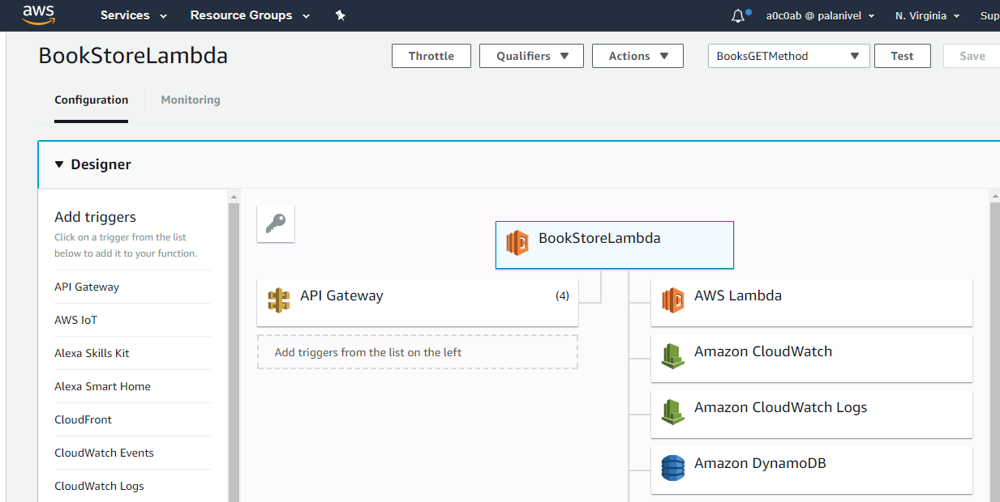 aws Services Resource Groups a0c0ab @ palanivel N. Virginia Sup
BookStoreLambda Throttle Qualifiers Actions BooksGETMethod Test Save
Configuration Monitoring
Designer
Add triggers
Click on a trigger from the list
below to add it to your function.
API Gateway
AWS IoT
Alexa Skills Kit
Alexa Smart Home
CloudFront
CloudWatch Events
CloudWatch Logs
BookStoreLambda
API Gateway (4)
Add triggers from the list on the left
AWS Lambda
Amazon CloudWatch
Amazon CloudWatch Logs
Amazon DynamoDB